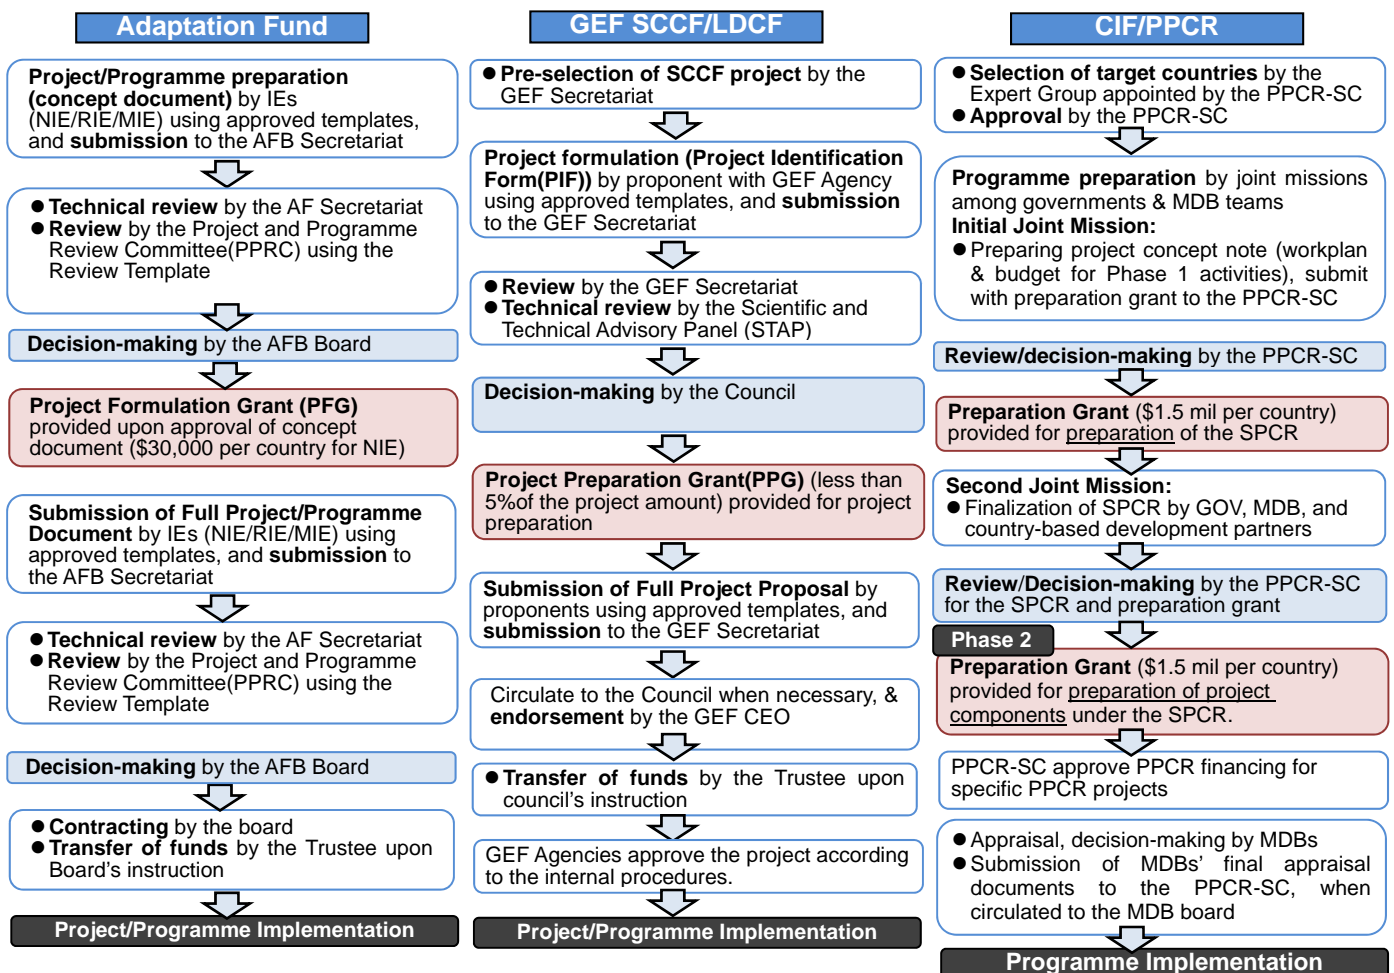 Adaptation Fund
Project/Programme preparation
(concept document) by IEs
(NIE/RIE/MIE) using approved templates,
and submission to the AFB Secretariat
● Technical review by the AF Secretariat
● Review by the Project and Programme
Review Committee(PPRC) using the
Review Template
Decision-making by the AFB Board
Project Formulation Grant (PFG)
provided upon approval of concept
document ($30,000 per country for NIE)
Submission of Full Project/Programme
Document by IEs (NIE/RIE/MIE) using
approved templates, and submission to
the AFB Secretariat
● Technical review by the AF Secretariat
● Review by the Project and Programme
Review Committee(PPRC) using the
Review Template
Decision-making by the AFB Board
● Contracting by the board
● Transfer of funds by the Trustee upon
Board's instruction
Project/Programme Implementation
GEF SCCF/LDCF
● Pre-selection of SCCF project by the
GEF Secretariat
Project formulation (Project Identification
Form(PIF)) by proponent with GEF Agency
using approved templates, and submission
to the GEF Secretariat
● Review by the GEF Secretariat
● Technical review by the Scientific and
Technical Advisory Panel (STAP)
Decision-making by the Council
Project Preparation Grant(PPG) (less than
5%of the project amount) provided for project
preparation
Submission of Full Project Proposal by
proponents using approved templates, and
submission to the GEF Secretariat
Circulate to the Council when necessary, &
endorsement by the GEF CEO
● Transfer of funds by the Trustee upon
council's instruction
GEF Agencies approve the project according
to the internal procedures.
Project/Programme Implementation
CIF/PPCR
● Selection of target countries by the
Expert Group appointed by the PPCR-SC
● Approval by the PPCR-SC
Programme preparation by joint missions
among governments & MDB teams
Initial Joint Mission:
● Preparing project concept note (workplan
& budget for Phase 1 activities), submit
with preparation grant to the PPCR-SC
Review/decision-making by the PPCR-SC
Preparation Grant ($1.5 mil per country)
provided for preparation of the SPCR
Second Joint Mission:
● Finalization of SPCR by GOV, MDB, and
country-based development partners
Review/Decision-making by the PPCR-SC
for the SPCR and preparation grant
Phase 2
Preparation Grant ($1.5 mil per country)
provided for preparation of project
components under the SPCR.
PPCR-SC approve PPCR financing for
specific PPCR projects
● Appraisal, decision-making by MDBs
● Submission of MDBs' final appraisal
documents to the PPCR-SC, when
circulated to the MDB board
Programme Implementation